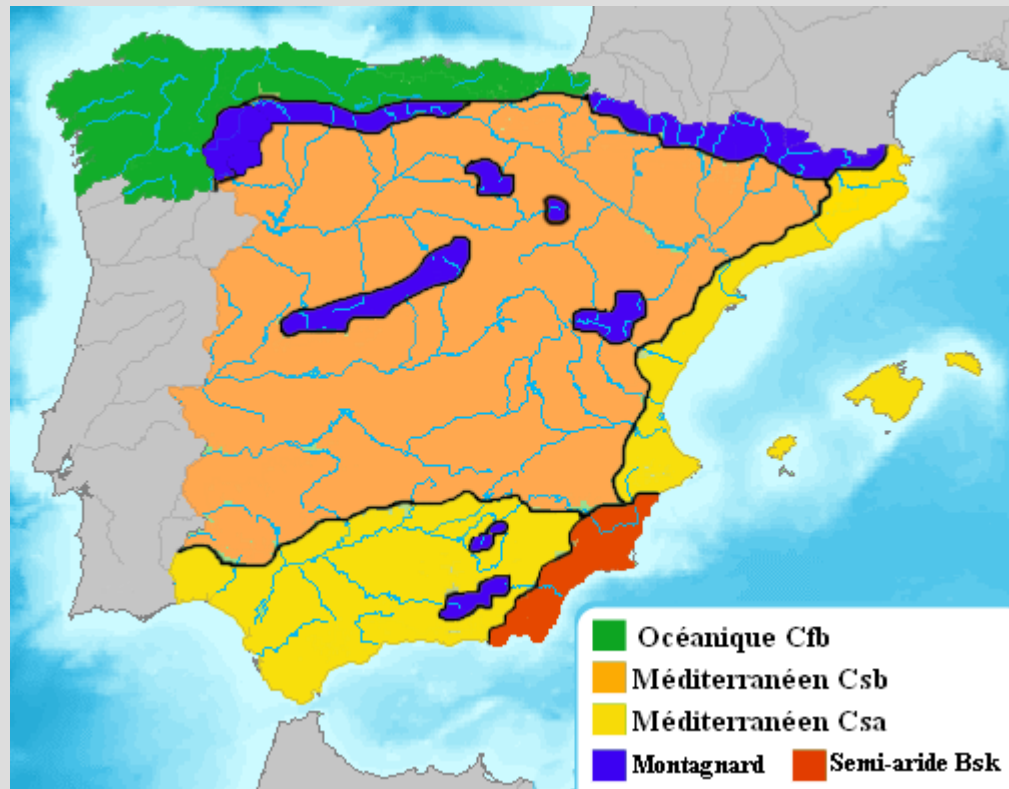 Océanique Cfb
Méditerranéen Csb
Méditerranéen Csa
Montagnard
Semi-aride Bsk